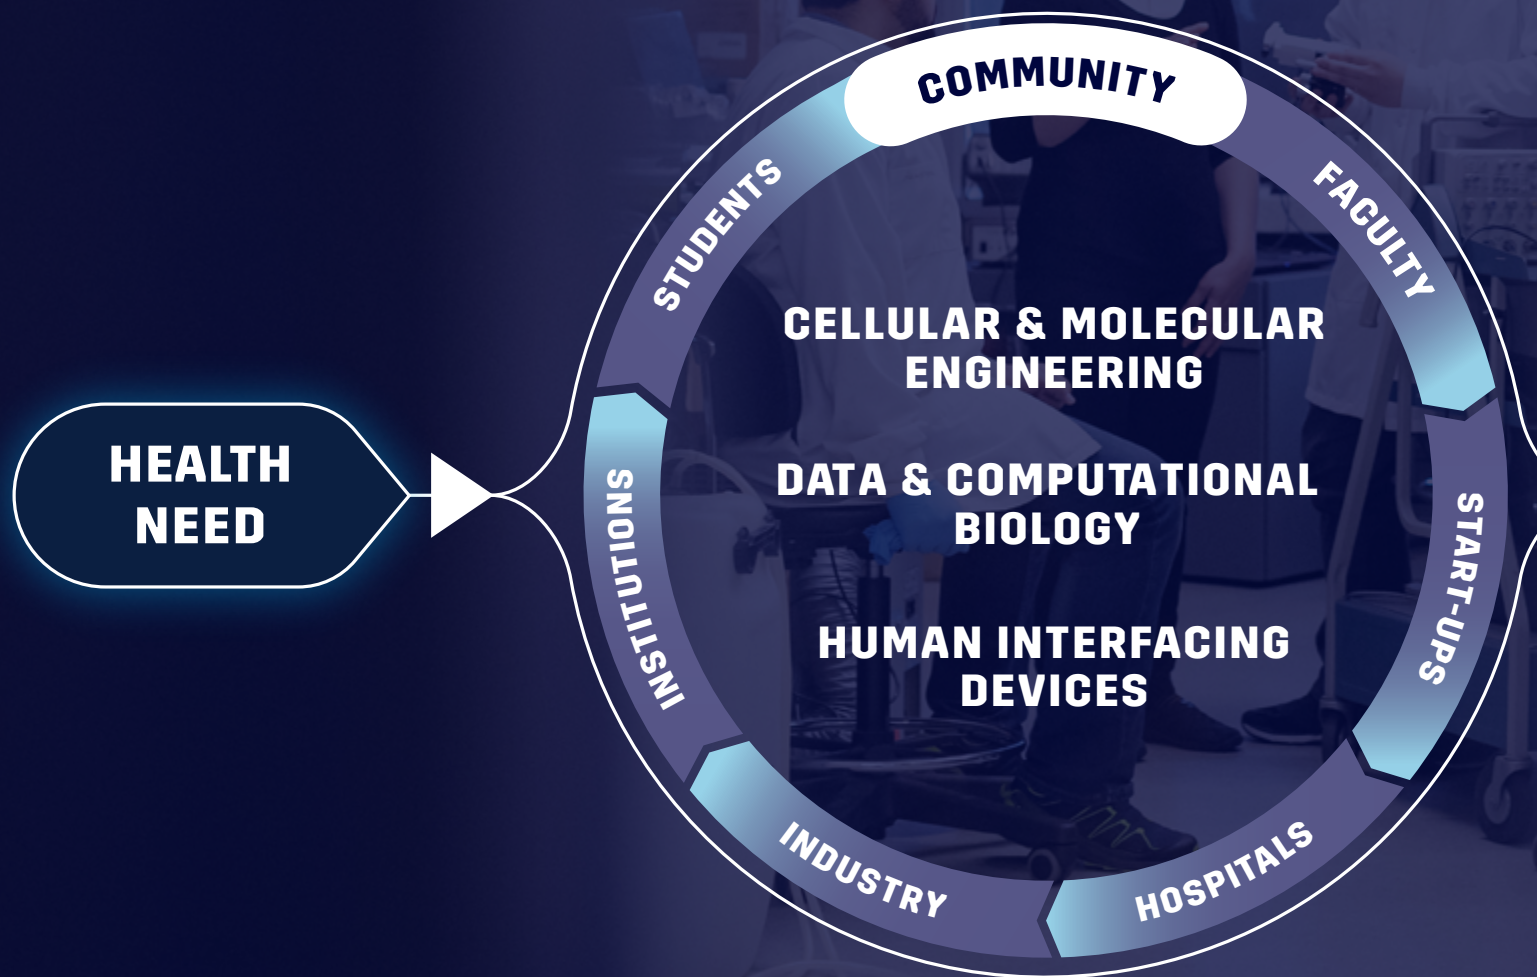 HEALTH
NEED
COMMUNITY
FACULTY
START-UPS
HOSPITALS
INDUSTRY
INSTITUTIONS
STUDENTS
CELLULAR & MOLECULAR
ENGINEERING
DATA & COMPUTATIONAL
BIOLOGY
HUMAN INTERFACING
DEVICES